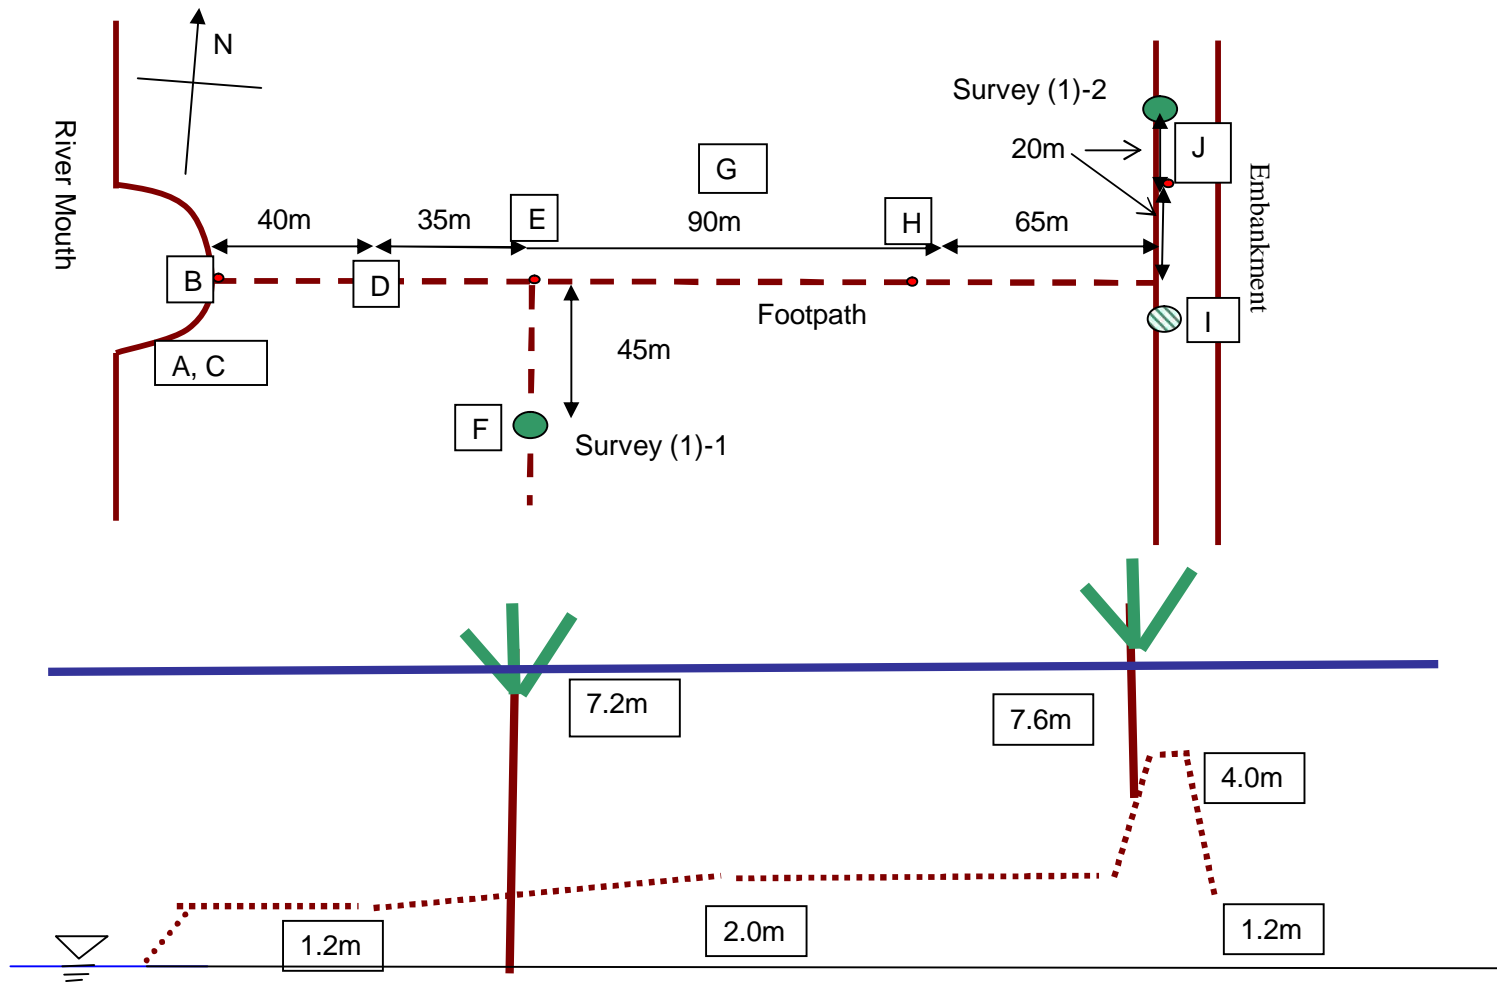 N
River Mouth
Survey (1)-2
20m
J
G
E
H
40m
35m
90m
65m
B
D
Footpath
I
Embankment
A, C
45m
F
Survey (1)-1
7.2m
7.6m
4.0m
1.2m
2.0m
1.2m